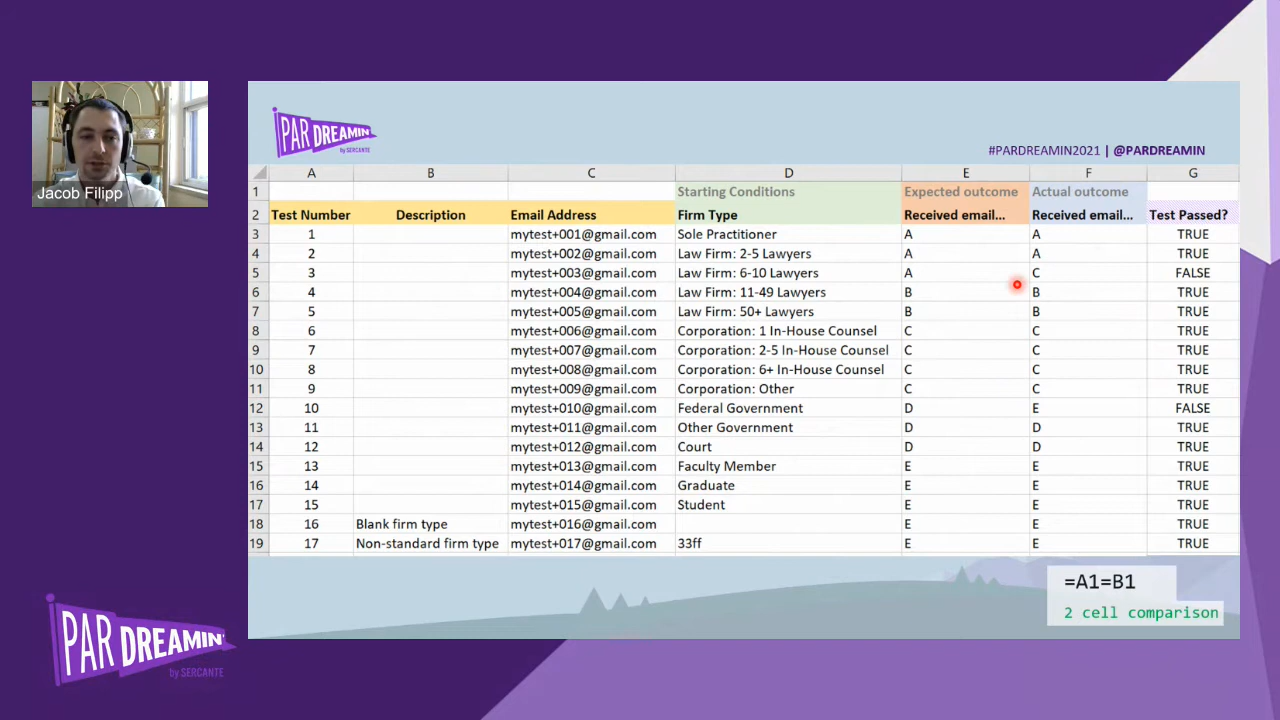 Jacob Filipp
PAR DREAMIN'
by SERCANTE
#PARDREAMIN2021 | @PARDREAMIN
A B C D E F G
1 Starting Conditions Expected outcome Actual outcome
2 Test Number Description Email Address Firm Type Received email... Received email... Test Passed?
3 1 mytest+001@gmail.com Sole Practitioner A A TRUE
4 2 mytest+002@gmail.com Law Firm: 2-5 Lawyers A A TRUE
5 3 mytest+003@gmail.com Law Firm: 6-10 Lawyers A C FALSE
6 4 mytest+004@gmail.com Law Firm: 11-49 Lawyers B B TRUE
7 5 mytest+005@gmail.com Law Firm: 50+ Lawyers B B TRUE
8 6 mytest+006@gmail.com Corporation: 1 In-House Counsel C C TRUE
9 7 mytest+007@gmail.com Corporation: 2-5 In-House Counsel C C TRUE
10 8 mytest+008@gmail.com Corporation: 6+ In-House Counsel C C TRUE
11 9 mytest+009@gmail.com Corporation: Other C C TRUE
12 10 mytest+010@gmail.com Federal Government D E FALSE
13 11 mytest+011@gmail.com Other Government D D TRUE
14 12 mytest+012@gmail.com Court D D TRUE
15 13 mytest+013@gmail.com Faculty Member E E TRUE
16 14 mytest+014@gmail.com Graduate E E TRUE
17 15 mytest+015@gmail.com Student E E TRUE
18 16 Blank firm type mytest+016@gmail.com E E TRUE
19 17 Non-standard firm type mytest+017@gmail.com 33ff E E TRUE
=A1=B1
2 cell comparison
PAR DREAMIN'
by SERCANTE